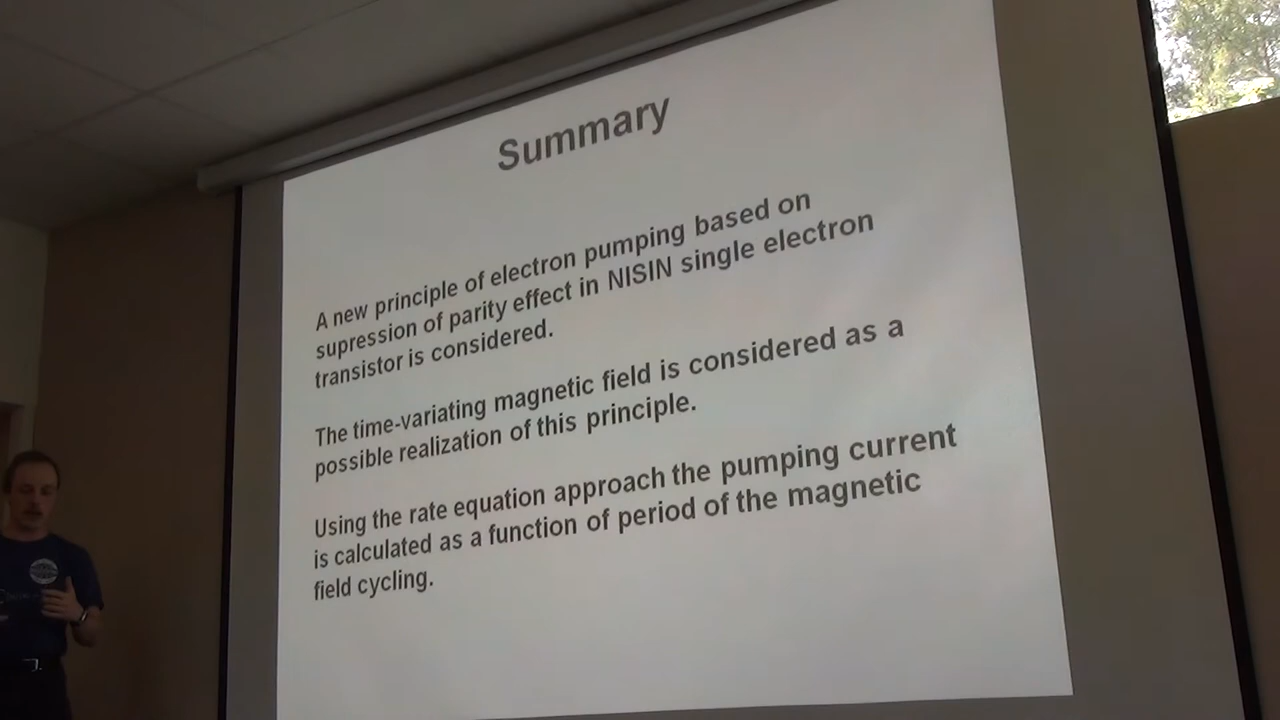 Summary
A new principle of electron pumping based on
supression of parity effect in NISIN single electron
transistor is considered.
The time-variating magnetic field is considered as a
possible realization of this principle.
Using the rate equation approach the pumping current
is calculated as a function of period of the magnetic
field cycling.